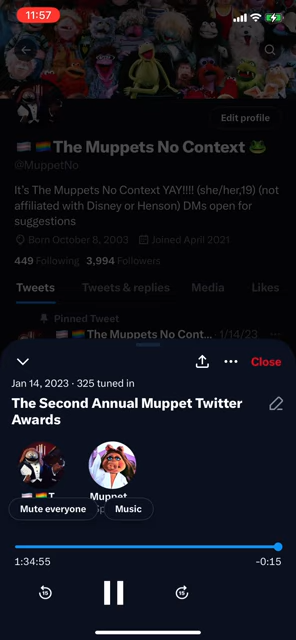 11:57
Edit profile
The Muppets No Context
@MuppetNo
It's The Muppets No Context YAY!!!! (she/her,19) (not
affiliated with Disney or Henson) DMs open for
suggestions
Born October 8, 2003 Joined April 2021
449 Following 3,994 Followers
Tweets Tweets & replies Media Likes
Pinned Tweet
The Muppets No Cont... · 1/14/23
Close
Jan 14, 2023 · 325 tuned in
The Second Annual Muppet Twitter
Awards
Muppet
Mute everyone Music
1:34:55 -0:15
15 15